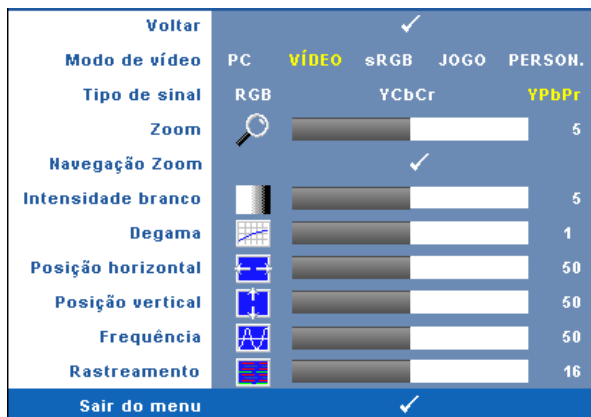 Voltar
Modo de vídeo PC VÍDEO sRGB JOGO PERSON.
Tipo de sinal RGB YCbCr YPbPr
Zoom 5
Navegação Zoom
Intensidade branco 5
Degama 1
Posição horizontal 50
Posição vertical 50
Frequência 50
Rastreamento 16
Sair do menu